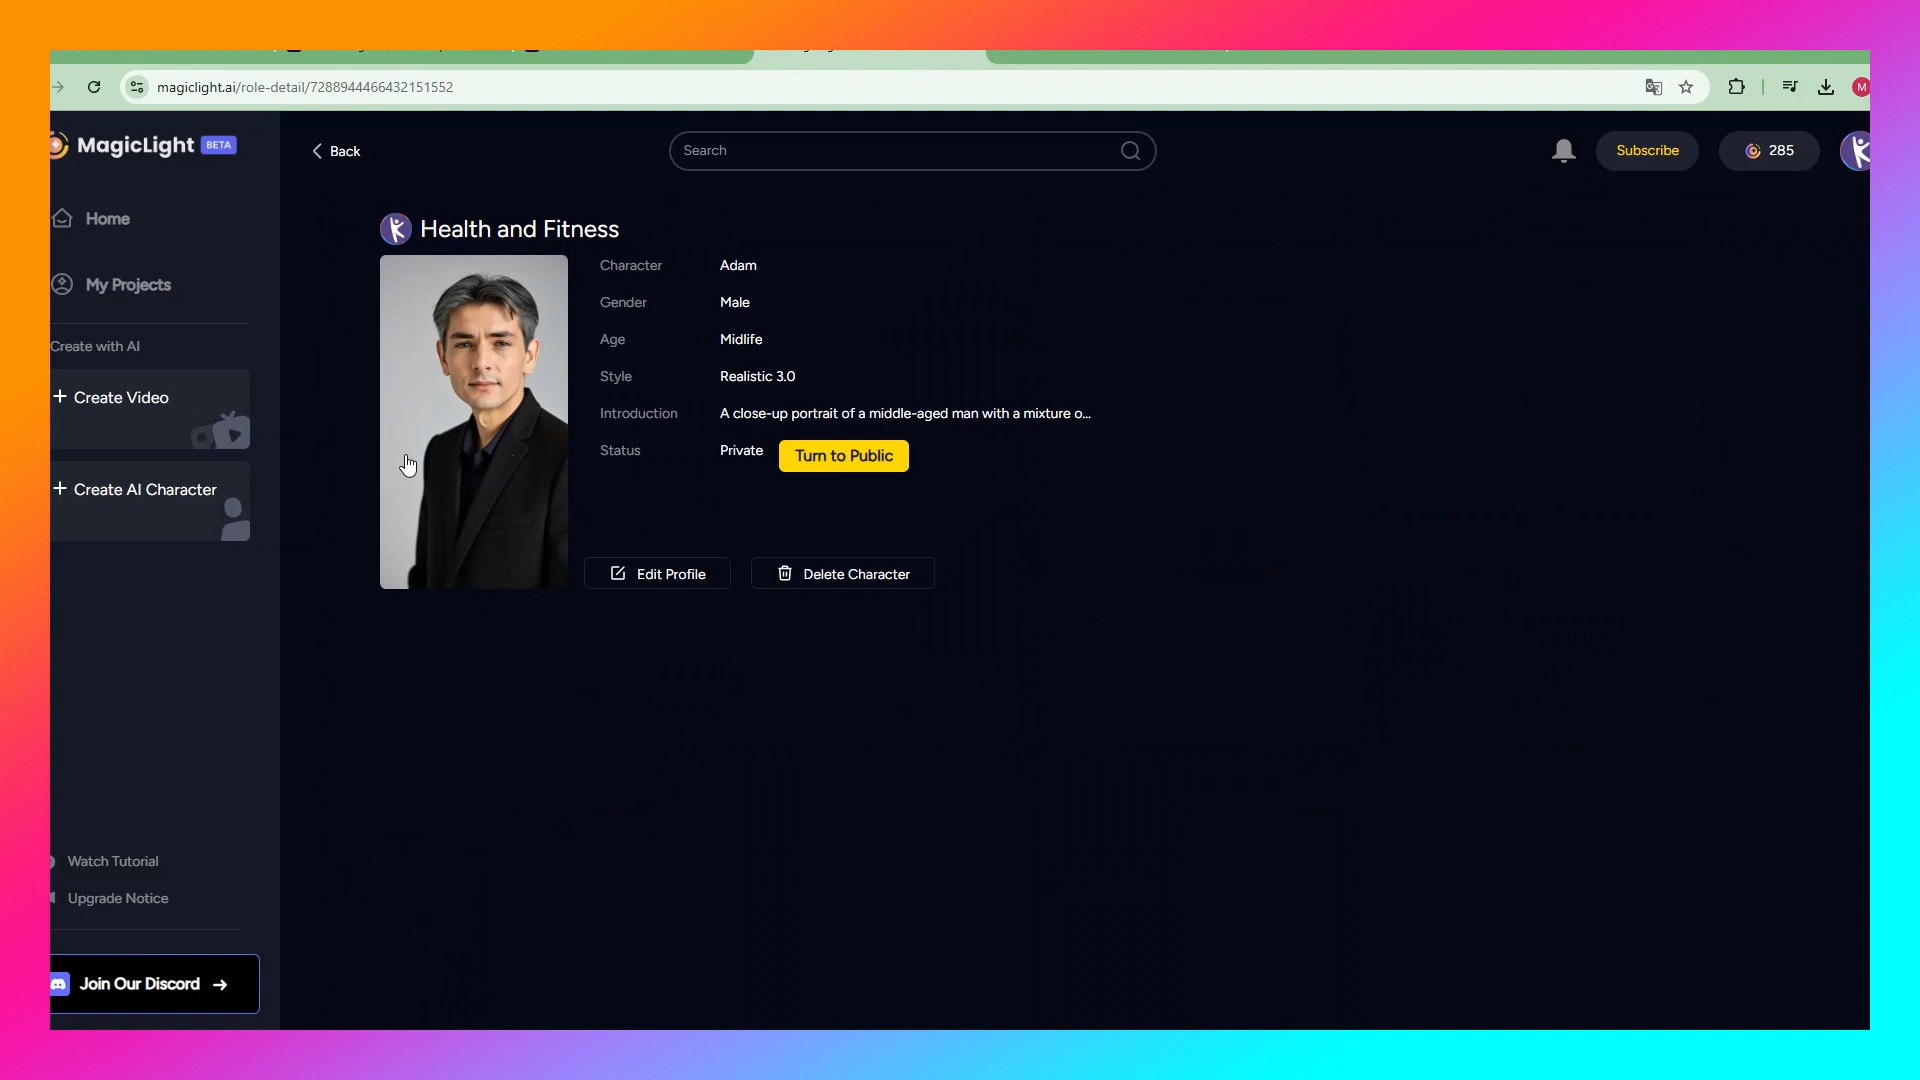 magiclight.ai/role-detail/7288944466432151552
M
MagicLight BETA
Back
Search
Subscribe
285
Home
Health and Fitness
Character Adam
My Projects
Gender Male
Age Midlife
Create with AI
Style Realistic 3.0
+ Create Video
Introduction A close-up portrait of a middle-aged man with a mixture o...
Status Private Turn to Public
+ Create AI Character
Edit Profile
Delete Character
Watch Tutorial
Upgrade Notice
Join Our Discord →